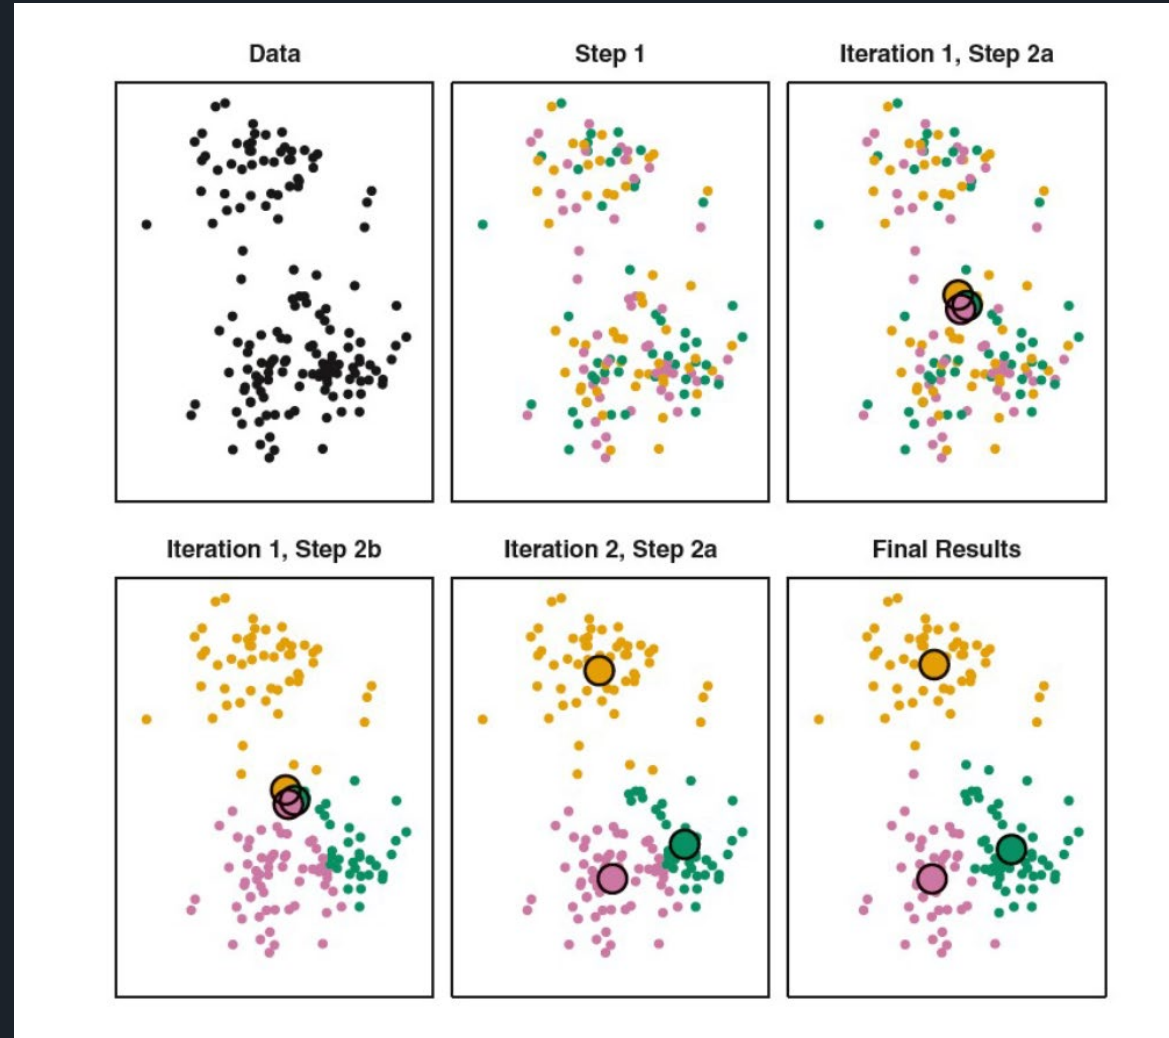 Data
Step 1
Iteration 1, Step 2a
Iteration 1, Step 2b
Iteration 2, Step 2a
Final Results